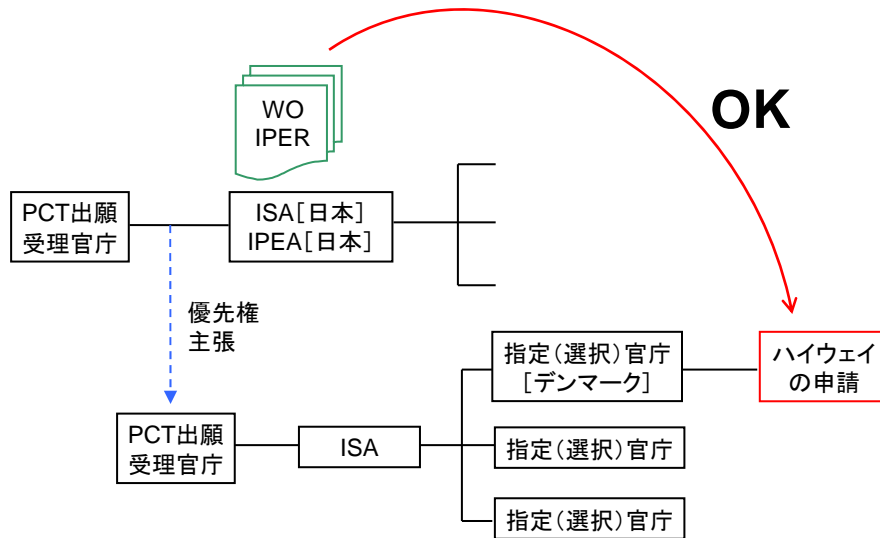 WO
IPER
OK
PCT出願
受理官庁
ISA[日本]
IPEA[日本]
優先権
主張
指定(選択)官庁
[デンマーク]
ハイウェイ
の申請
PCT出願
受理官庁
ISA
指定(選択)官庁
指定(選択)官庁